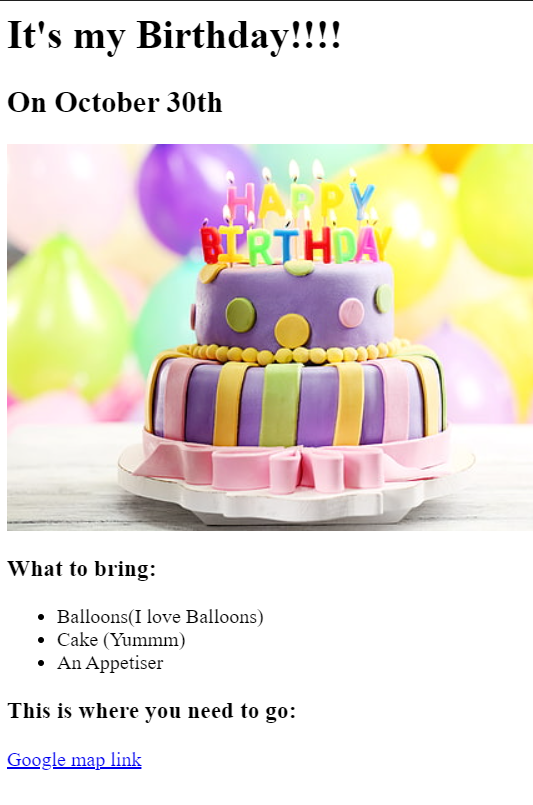 It's my Birthday!!!!
On October 30th
HAPPY
BIRTHDAY
What to bring:
Balloons(I love Balloons)
Cake (Yummm)
An Appetiser
This is where you need to go:
Google map link